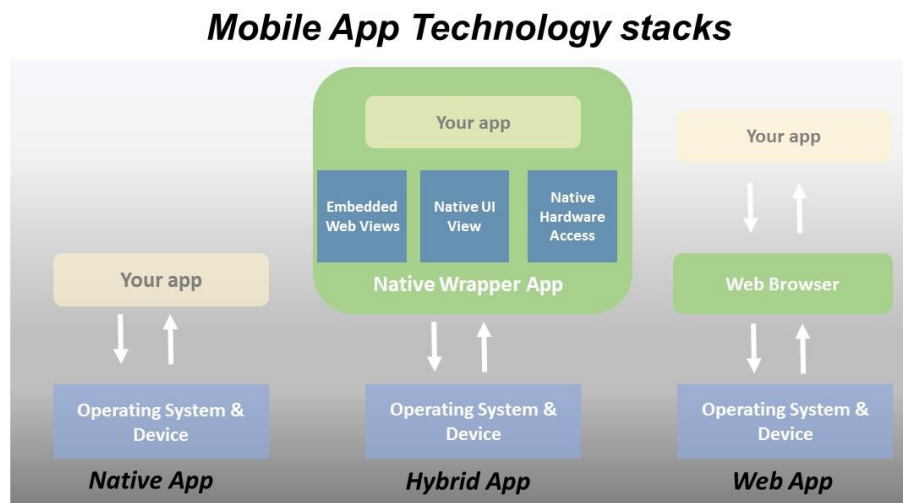 Mobile App Technology stacks
Your app
Operating System &
Device
Native App
Your app
Embedded
Web Views
Native UI
View
Native
Hardware
Access
Native Wrapper App
Operating System &
Device
Hybrid App
Your app
Web Browser
Operating System &
Device
Web App